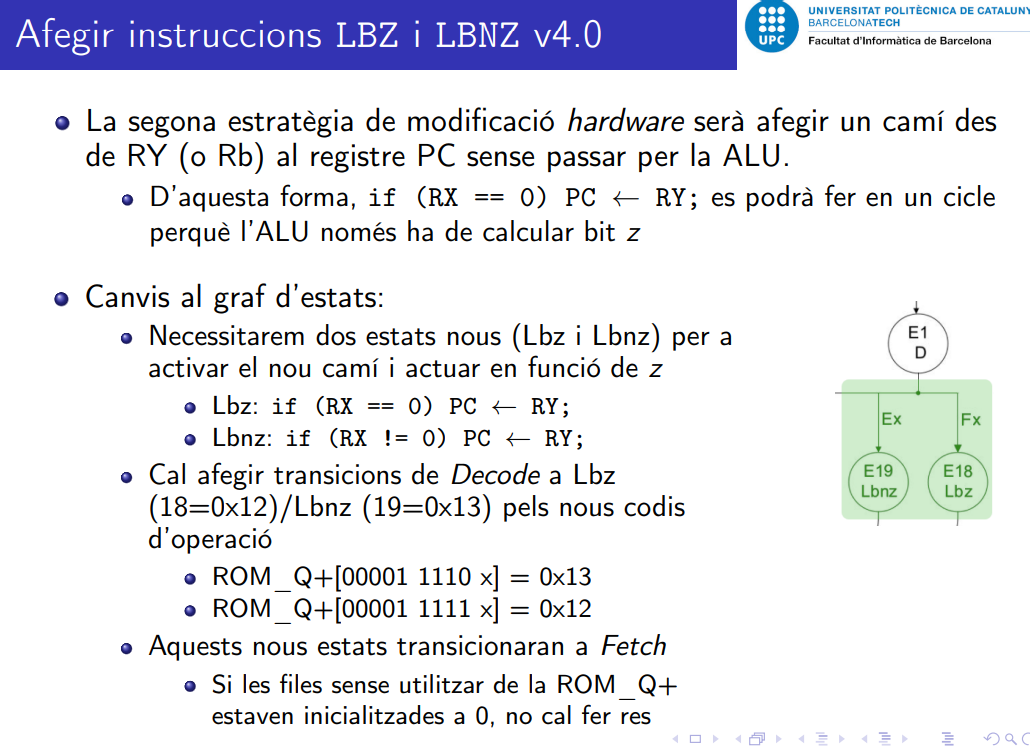 Afegir instruccions LBZ i LBNZ v4.0
UPC
UNIVERSITAT POLITÈCNICA DE CATALUNY
BARCELONATECH
Facultat d'Informàtica de Barcelona
La segona estratègia de modificació hardware serà afegir un camí des
de RY (o Rb) al registre PC sense passar per la ALU.
D'aquesta forma, if (RX == 0) PC ← RY; es podrà fer en un cicle
perquè l'ALU només ha de calcular bit z
Canvis al graf d'estats:
Necessitarem dos estats nous (Lbz i Lbnz) per a
activar el nou camí i actuar en funció de z
Lbz: if (RX == 0) PC ← RY;
Lbnz: if (RX != 0) PC ← RY;
Cal afegir transicions de Decode a Lbz
(18=0x12)/Lbnz (19=0x13) pels nous codis
d'operació
ROM_Q+[00001 1110 x] = 0x13
ROM_Q+[00001 1111 x] = 0x12
Aquests nous estats transicionaran a Fetch
Si les files sense utilitzar de la ROM_Q+
estaven inicialitzades a 0, no cal fer res
E1
D
Ex
Fx
E19
Lbnz
E18
Lbz